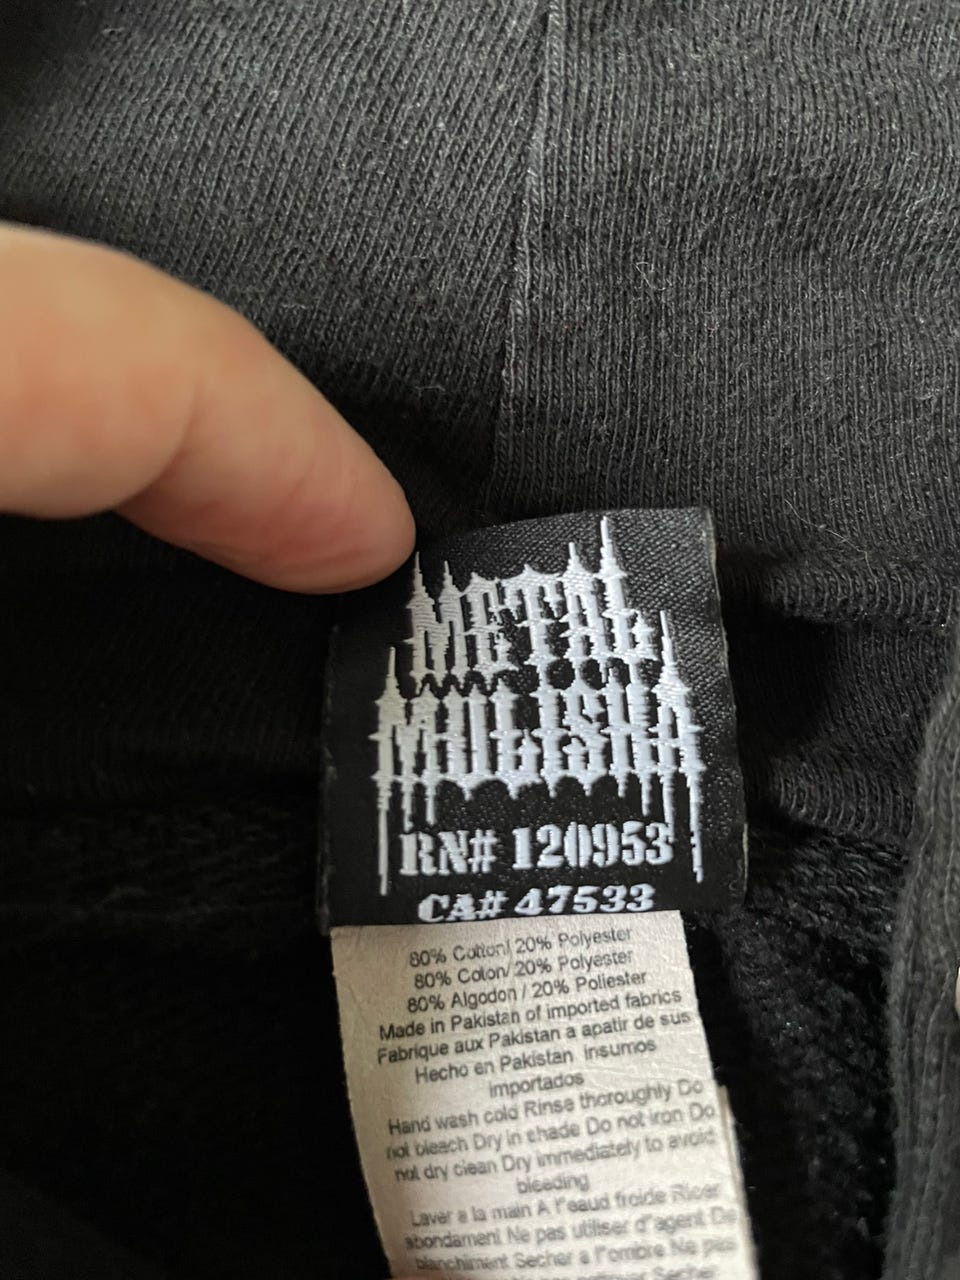 METAL
MULISHA
RN# 120953
CA# 47533
80% Cotton/ 20% Polyester
80% Coton/ 20% Polyester
80% Algodon / 20% Poliester
Made in Pakistan of imported fabrics
Fabrique aux Pakistan a apatir de sus
Hecho en Pakistan insumos
importados
Hand wash cold Rinse thoroughly Do
not bleach Dry in shade Do not iron Do
not dry clean Dry immediately to avoid
bleeding
Laver a la main A l"eaud froide Ricer
abondament Ne pas utiliser d"agent De
blanchiment Secher a l"ombre Ne pas